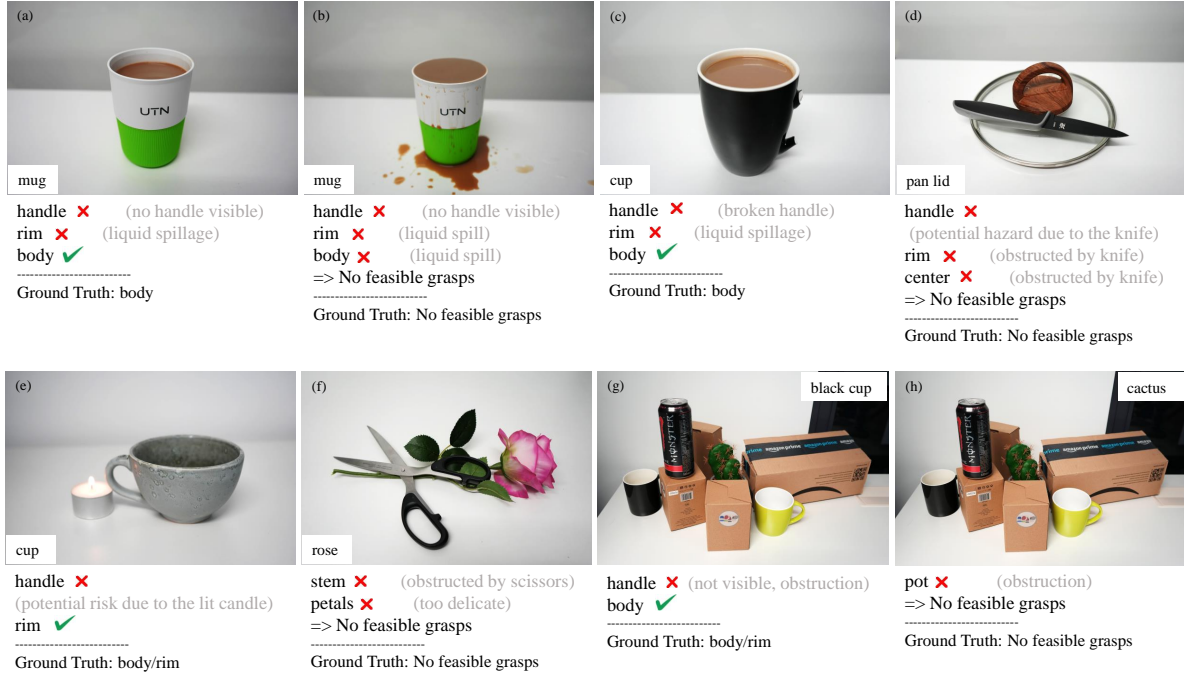 (a)
UTN
mug
handle ✗ (no handle visible)
rim ✗ (liquid spillage)
body ✓
--------------------------
Ground Truth: body
(b)
UTN
mug
handle ✗ (no handle visible)
rim ✗ (liquid spill)
body ✗ (liquid spill)
=> No feasible grasps
--------------------------
Ground Truth: No feasible grasps
(c)
cup
handle ✗ (broken handle)
rim ✗ (liquid spillage)
body ✓
--------------------------
Ground Truth: body
(d)
pan lid
handle ✗
(potential hazard due to the knife)
rim ✗ (obstructed by knife)
center ✗ (obstructed by knife)
=> No feasible grasps
--------------------------
Ground Truth: No feasible grasps
(e)
cup
handle ✗
(potential risk due to the lit candle)
rim ✓
--------------------------
Ground Truth: body/rim
(f)
rose
stem ✗ (obstructed by scissors)
petals ✗ (too delicate)
=> No feasible grasps
--------------------------
Ground Truth: No feasible grasps
(g)
black cup
MONSTER
prime
amazon prime
handle ✗ (not visible, obstruction)
body ✓
--------------------------
Ground Truth: body/rim
(h)
cactus
MONSTER
prime
amazon prime
pot ✗ (obstruction)
=> No feasible grasps
--------------------------
Ground Truth: No feasible grasps